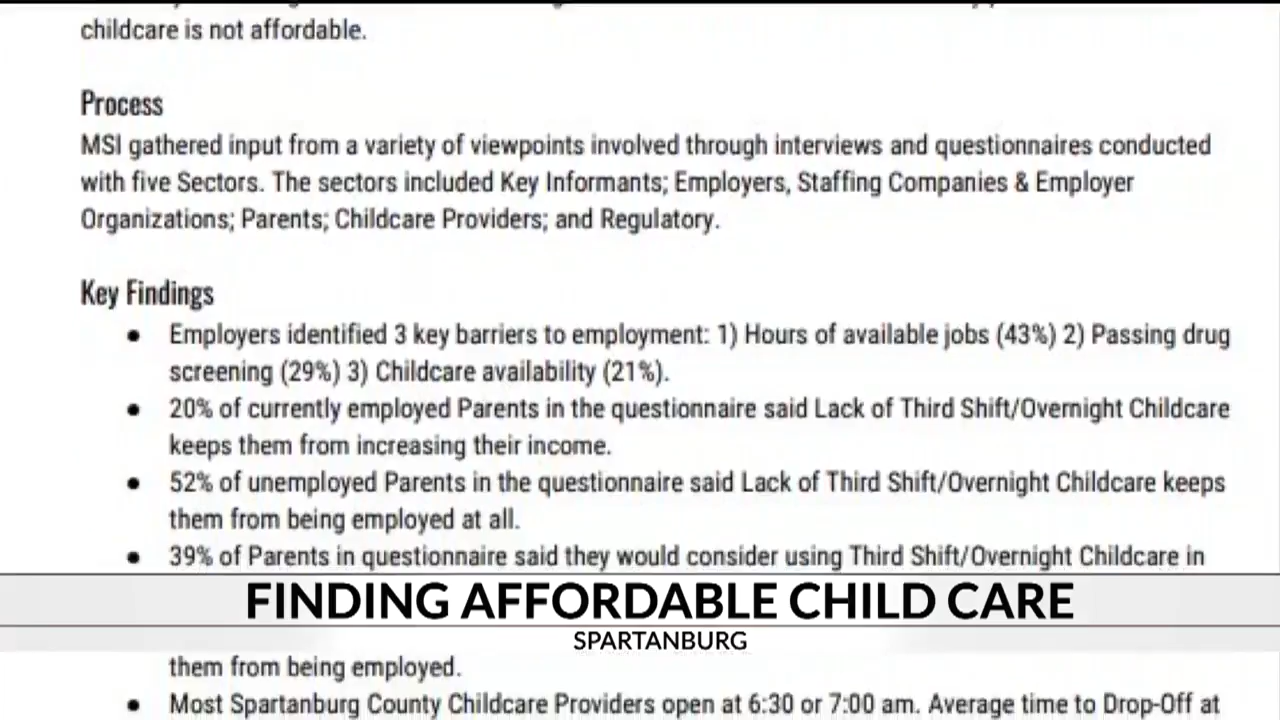 childcare is not affordable.
Process
MSI gathered input from a variety of viewpoints involved through interviews and questionnaires conducted
with five Sectors. The sectors included Key Informants; Employers, Staffing Companies & Employer
Organizations; Parents; Childcare Providers; and Regulatory.
Key Findings
● Employers identified 3 key barriers to employment: 1) Hours of available jobs (43%) 2) Passing drug
screening (29%) 3) Childcare availability (21%).
● 20% of currently employed Parents in the questionnaire said Lack of Third Shift/Overnight Childcare
keeps them from increasing their income.
● 52% of unemployed Parents in the questionnaire said Lack of Third Shift/Overnight Childcare keeps
them from being employed at all.
● 39% of Parents in questionnaire said they would consider using Third Shift/Overnight Childcare in
FINDING AFFORDABLE CHILD CARE
SPARTANBURG
them from being employed.
● Most Spartanburg County Childcare Providers open at 6:30 or 7:00 am. Average time to Drop-Off at